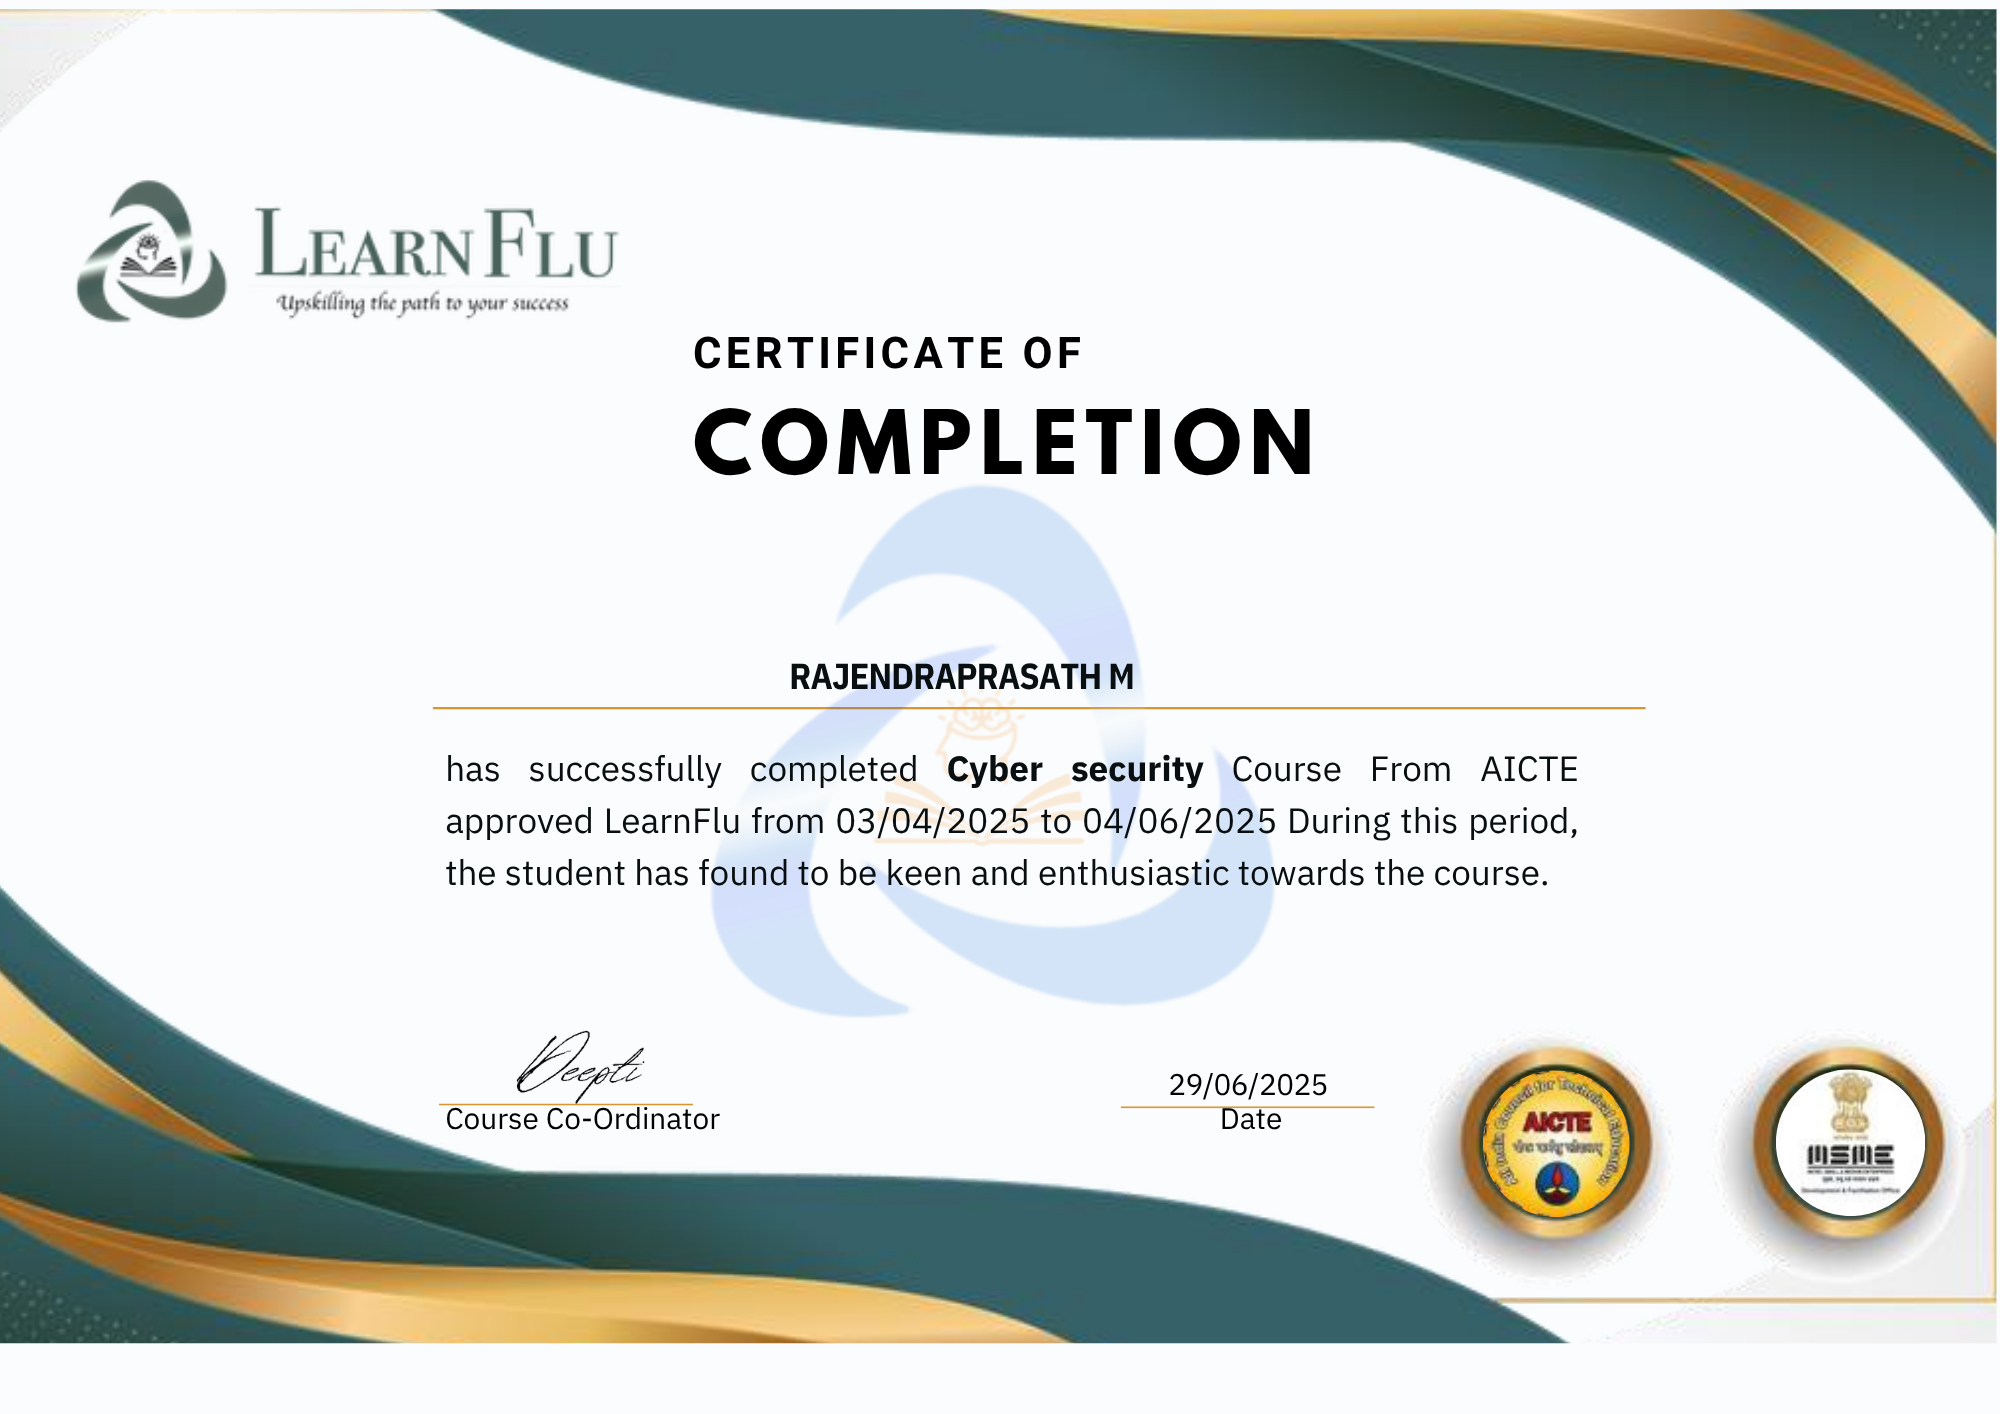 LEARN FLU
Upskilling the path to your success
CERTIFICATE OF
COMPLETION
RAJENDRAPRASATH M
has successfully completed Cyber security Course From AICTE
approved LearnFlu from 03/04/2025 to 04/06/2025 During this period,
the student has found to be keen and enthusiastic towards the course.
Deepti
Course Co-Ordinator
29/06/2025
Date
All India Council for Technical Education
AICTE
MSME